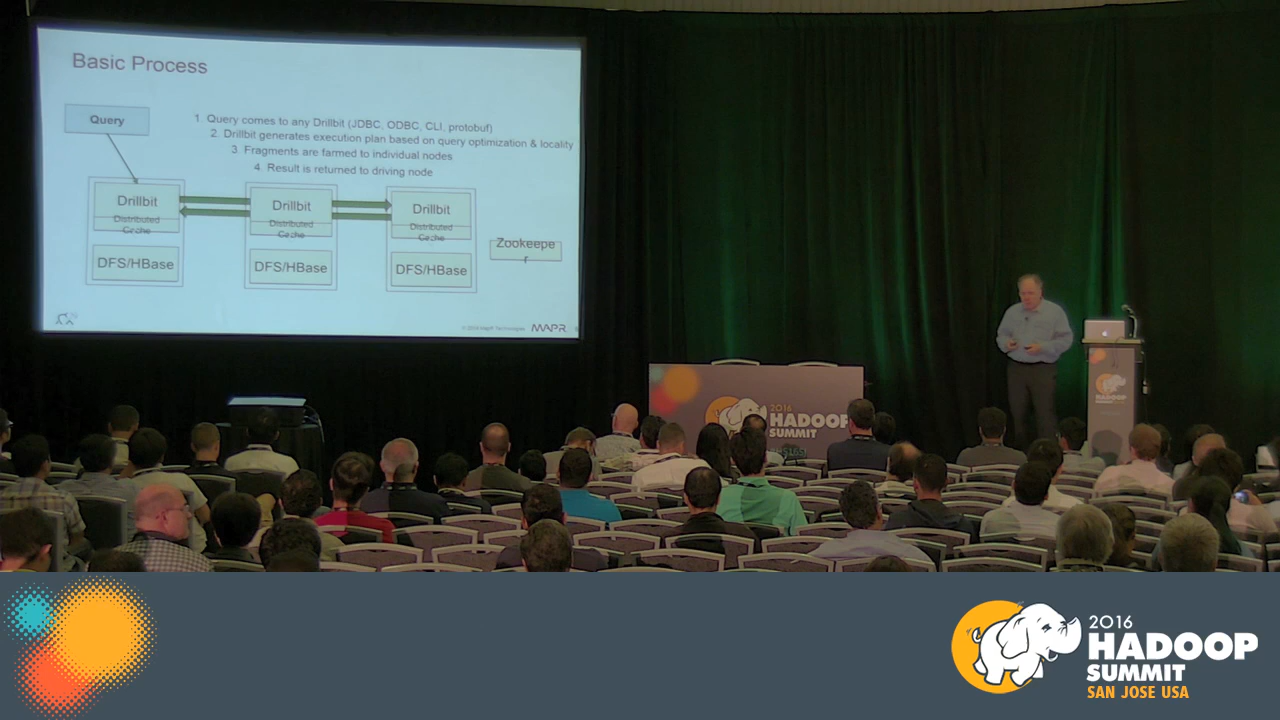 Basic Process
Query
1. Query comes to any Drillbit (JDBC, ODBC, CLI, protobuf)
2. Drillbit generates execution plan based on query optimization & locality
3 Fragments are farmed to individual nodes
4. Result is returned to driving node
Drillbit
Distributed
Cache
DFS/HBase
Drillbit
Distributed
Cache
DFS/HBase
Drillbit
Distributed
Cache
DFS/HBase
Zookeepe
r
MAPR
2016
HADOOP
SUMMIT
HADOOP
SUMMIT
2016
HADOOP
SUMMIT
SAN JOSE USA